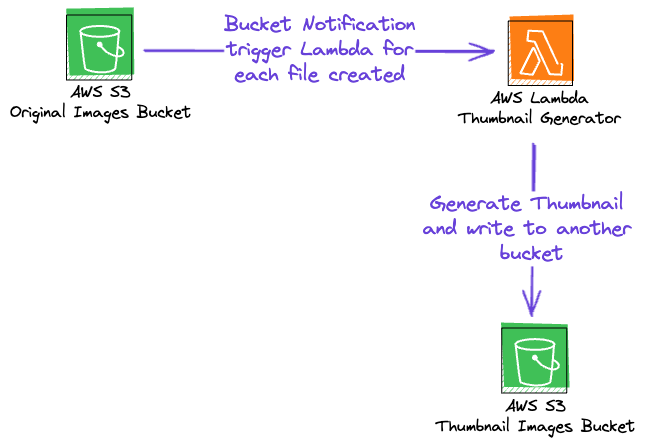 Bucket Notification
trigger Lambda for
each file created
AWS S3
Original Images Bucket
AWS Lambda
Thumbnail Generator
Generate Thumbnail
and write to another
bucket
AWS S3
Thumbnail Images Bucket